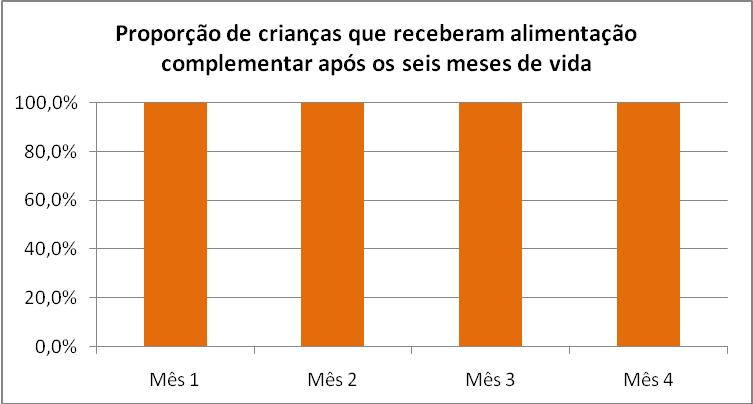 Proporção de crianças que receberam alimentação
complementar após os seis meses de vida
100,0%
80,0%
60,0%
40,0%
20,0%
0,0%
Mês 1
Mês 2
Mês 3
Mês 4